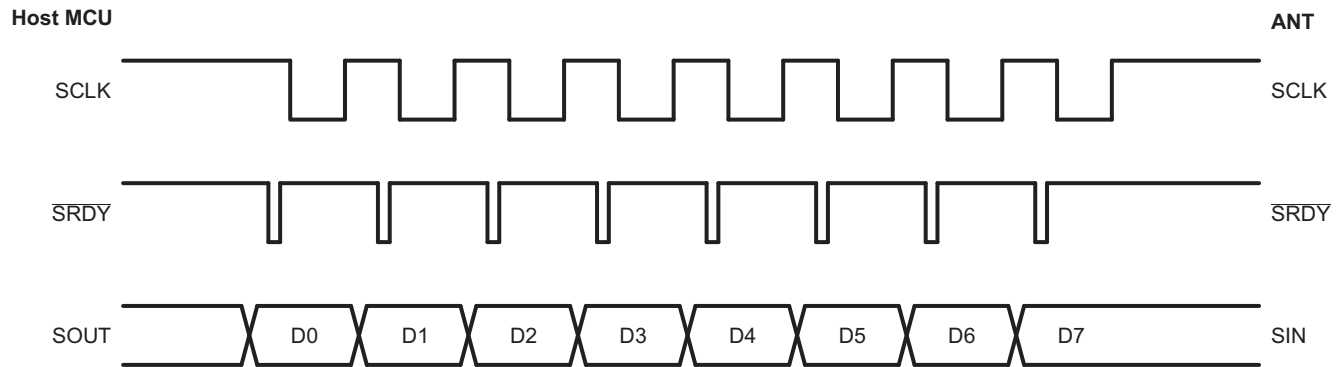 Host MCU ANT
SCLK SCLK
SRDY SRDY
SOUT D0 D1 D2 D3 D4 D5 D6 D7 SIN